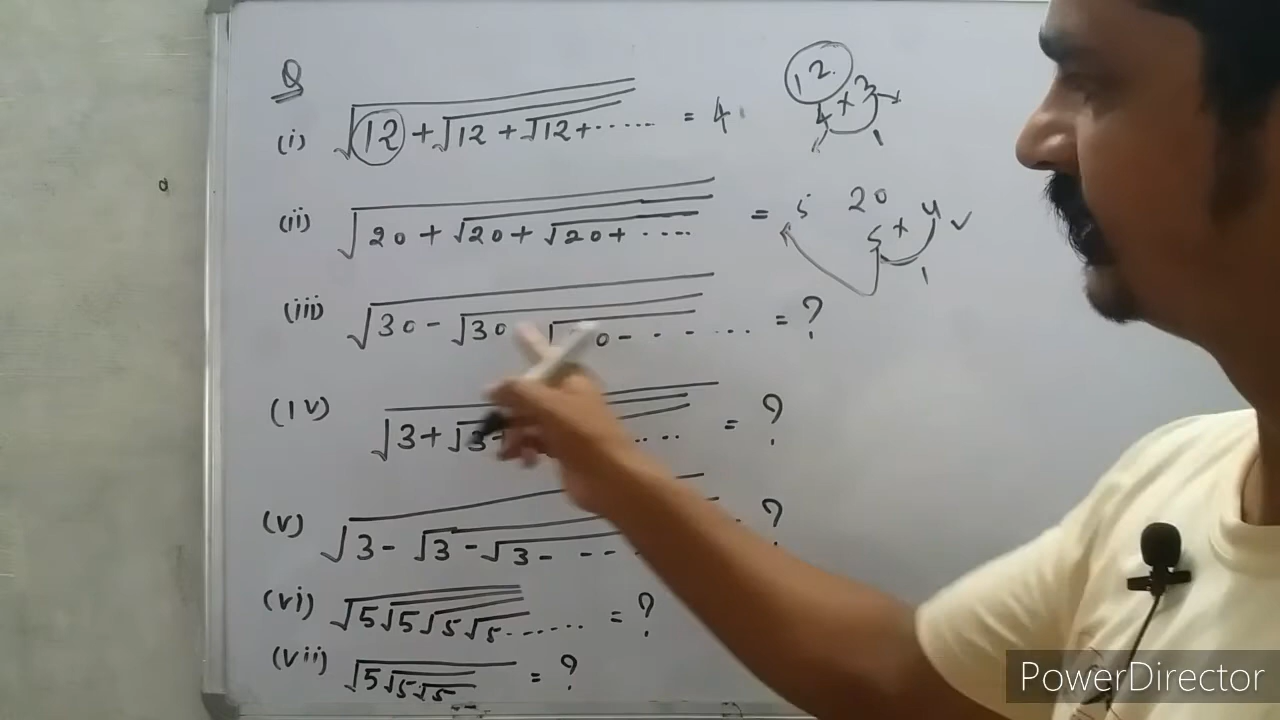 Q
(i) √12 + √12 + √12 + ...... = 4
12
4 × 3
1
(ii) √20 + √20 + √20 + .... = 5
20
5 × 4
1
(iii) √30 - √30 √ 0 - - - ... = ?
(iv) √3 + √3 .... = ?
(v) √3 - √3 - √3 - - - - ?
(vi) √5√5√5√5...... = ?
(vii) √5√5√5 ... = ?
PowerDirector